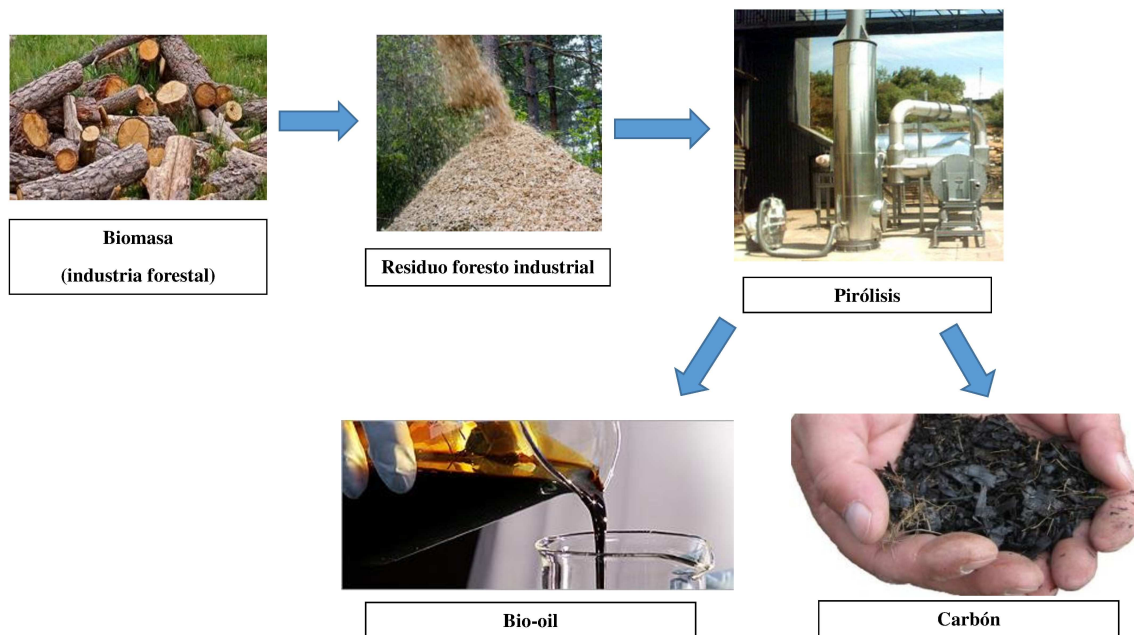 Biomasa
(industria forestal)
Residuo foresto industrial
Pirólisis
Bio-oil
Carbón